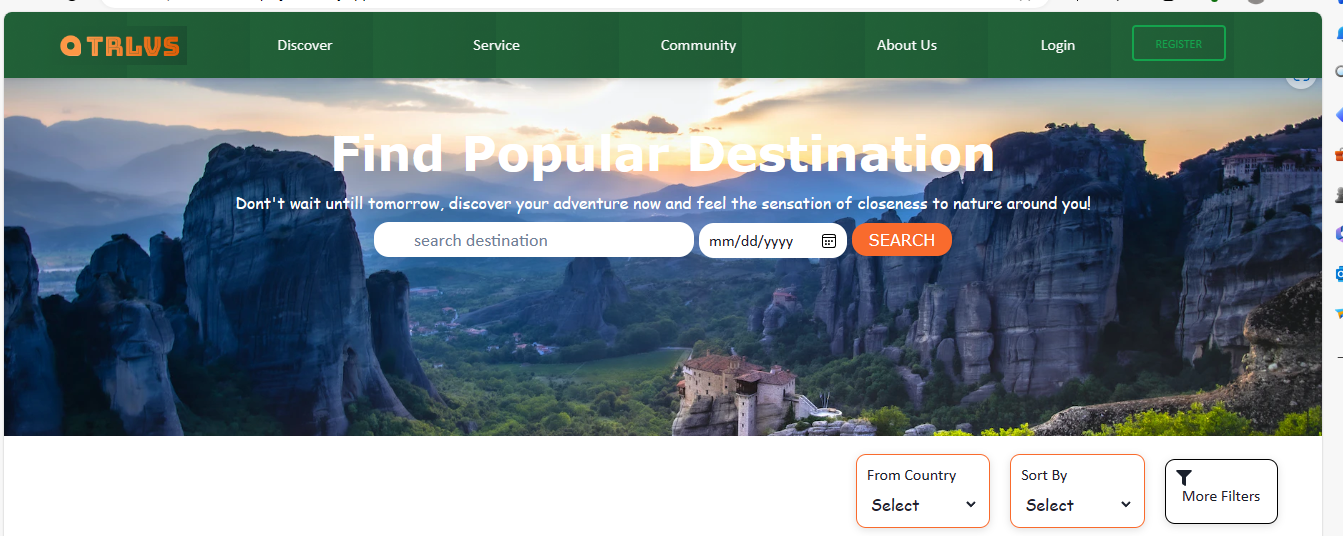 TRLVS Discover Service Community About Us Login REGISTER
Find Popular Destination
Dont't wait untill tomorrow, discover your adventure now and feel the sensation of closeness to nature around you!
search destination mm/dd/yyyy SEARCH
From Country Sort By
Select Select More Filters